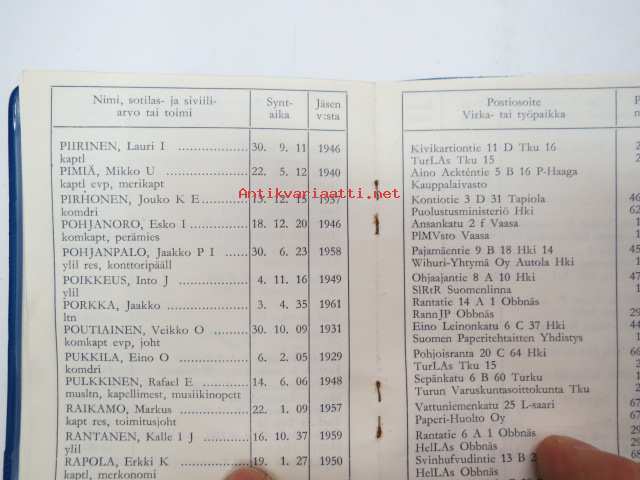 Nimi, sotilas- ja siviili-
arvo tai toimi
Synt-
aika
Jäsen
v:sta
PIIRINEN, Lauri I .................. 30. 9. 11 1946
kaptl
PIMIÄ, Mikko U .................. 22. 5. 12 1940
kaptl evp, merikapt
PIRHONEN, Jouko K E .......... 13. 12. 15 1937
komdri
POHJANORO, Esko I .............. 18. 12. 20 1946
komkapt, perämies
POHJANPALO, Jaakko P I ...... 30. 6. 23 1958
ylil res, konttoripääll
POIKKEUS, Into J .................. 4. 11. 16 1949
ylil
PORKKA, Jaakko .................. 3. 4. 35 1961
ltn
POUTIAINEN, Veikko O .......... 30. 10. 09 1931
komkapt evp, joht
PUKKILA, Eino O .................. 6. 2. 05 1929
komdri
PULKKINEN, Rafael E .............. 14. 6. 06 1948
musltn, kapellimest, musiikinopett
RAIKAMO, Markus .................. 22. 1. 09 1957
kapt res, toimitusjoht
RANTANEN, Kalle I J .............. 16. 10. 37 1959
ylil
RAPOLA, Erkki K .................. 19. 1. 27 1950
kaptl, merkonomi
Postiosoite
Virka- tai työpaikka
Kivikartiontie 11 D Tku 16
TurLAs Tku 15
Aino Ackténtie 5 B 16 P-Haaga
Kauppalaivasto
Kontiotie 3 D 31 Tapiola
Puolustusministeriö Hki
Ansankatu 2 f Vaasa
PlMVsto Vaasa
Pajamäentie 9 B 18 Hki 14
Wihuri-Yhtymä Oy Autola Hki
Ohjaajantie 8 A 10 Hki
SlRtR Suomenlinna
Rantatie 14 A 1 Obbnäs
RannJP Obbnäs
Eino Leinonkatu 6 C 37 Hki
Suomen Paperitehtaitten Yhdistys
Pohjoisranta 20 C 64 Hki
TurLAs Tku 15
Sepänkatu 6 B 60 Turku
Turun Varuskuntasoittokunta Tku
Vattuniemenkatu 25 L-saari
Paperi-Huolto Oy
Rantatie 6 A 1 Obbnäs
HelLAs Obbnäs
Svinhufvudintie 13 B 2
HelLAs Obbnäs
Antikvariaatti.net